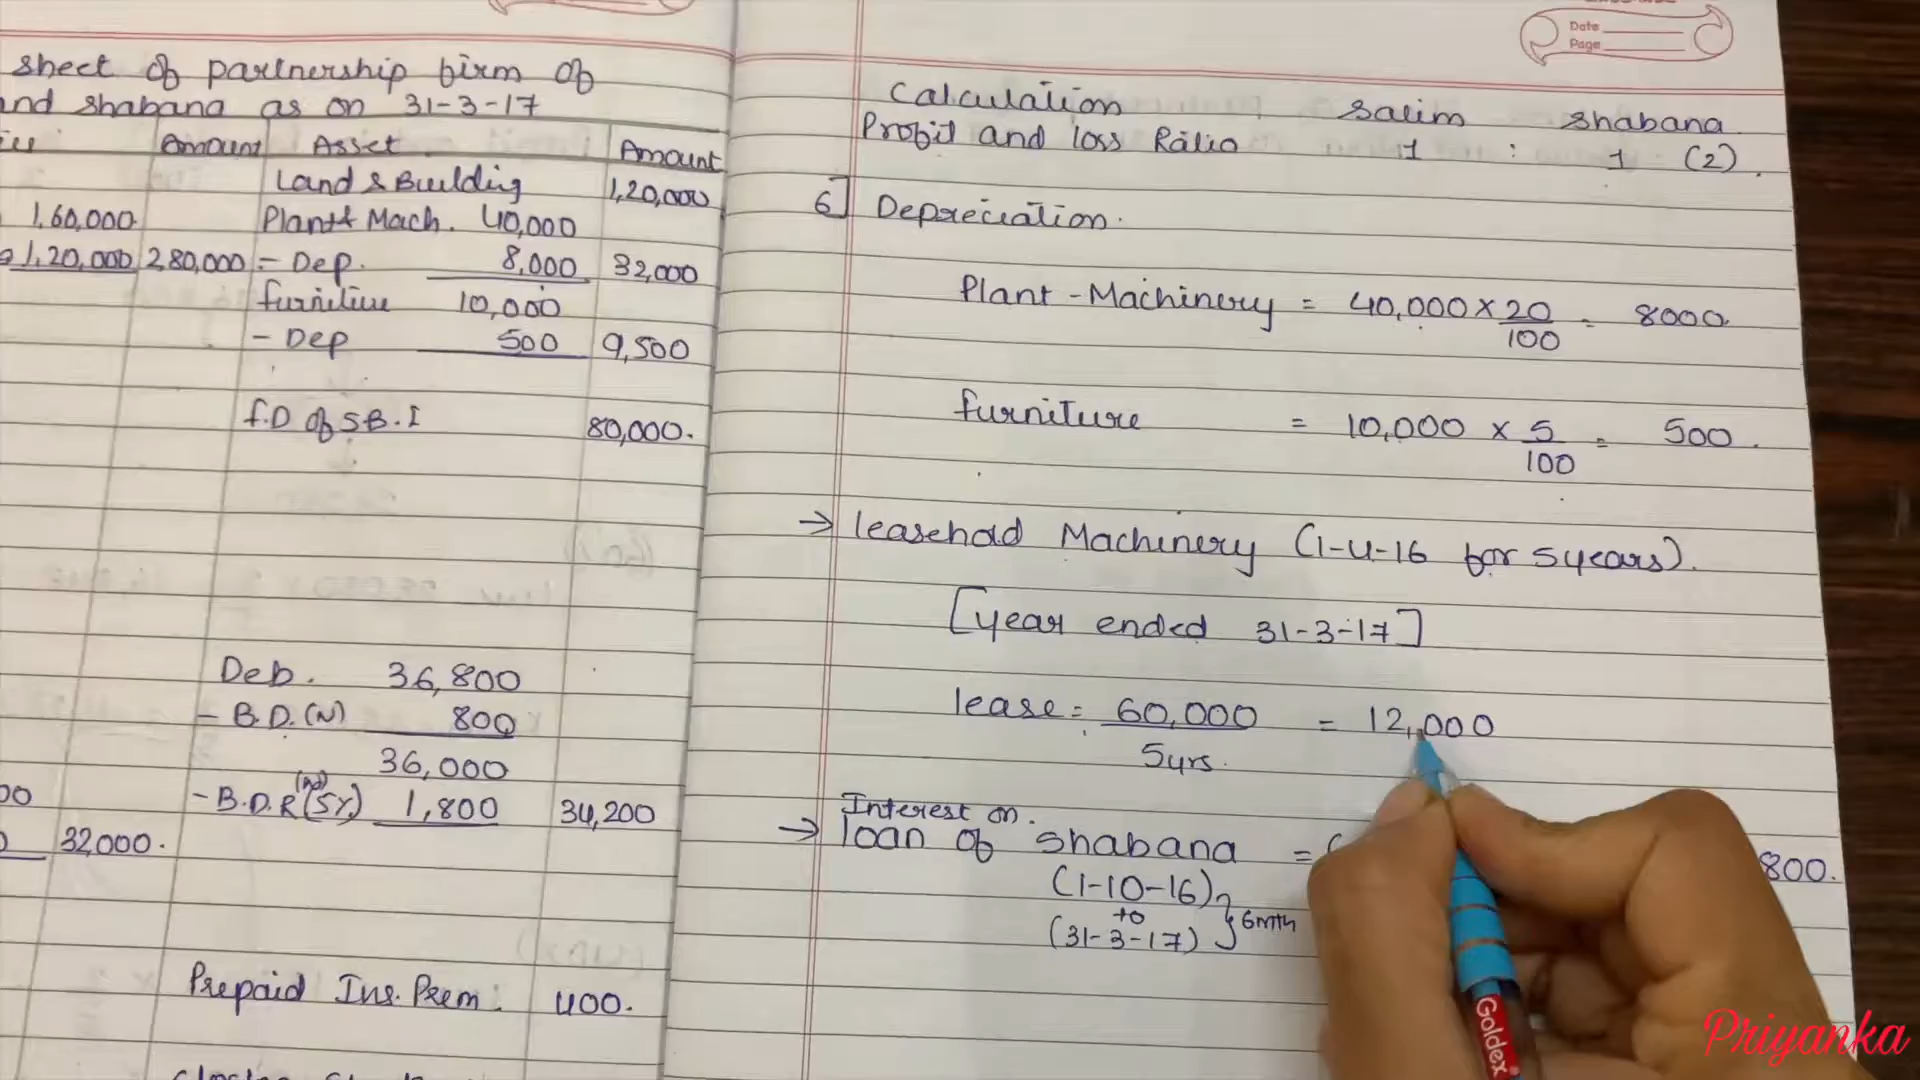 sheet of partnership firm of
and shabana as on 31-3-17
Amount Asset Amount
Land & Building 1,20,000
1,60,000 Plant & Mach. 40,000
1,20,000 2,80,000 - Dep. 8,000 32,000
furniture 10,000
- Dep 500 9,500
f.D of S.B.I 80,000.
Deb. 36,800
- B.D.(N) 800
36,000
- B.D.R (5%) 1,800 34,200
32,000.
Prepaid Ins. Prem. 400.
Date
Page
Calculation Salim Shabana
Profit and loss Ratio 1 : 1 (2).
6] Depreciation.
Plant - Machinery = 40,000 × 20 = 8000
100
furniture = 10,000 × 5 = 500.
100
→ leasehold Machinery (1-4-16 for 5years).
[year ended 31-3-17]
lease = 60,000 = 12,000
5yrs.
Interest on.
→ loan of shabana = 800.
(1-10-16)
to } 6mth
(31-3-17)
Goldex
Priyanka